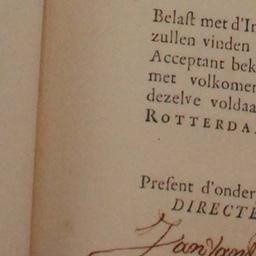 Belaſt met d'In
zullen vinden
Acceptant bek
met volkomen
dezelve voldaa
ROTTERDA
Preſent d'onder
DIRECTE